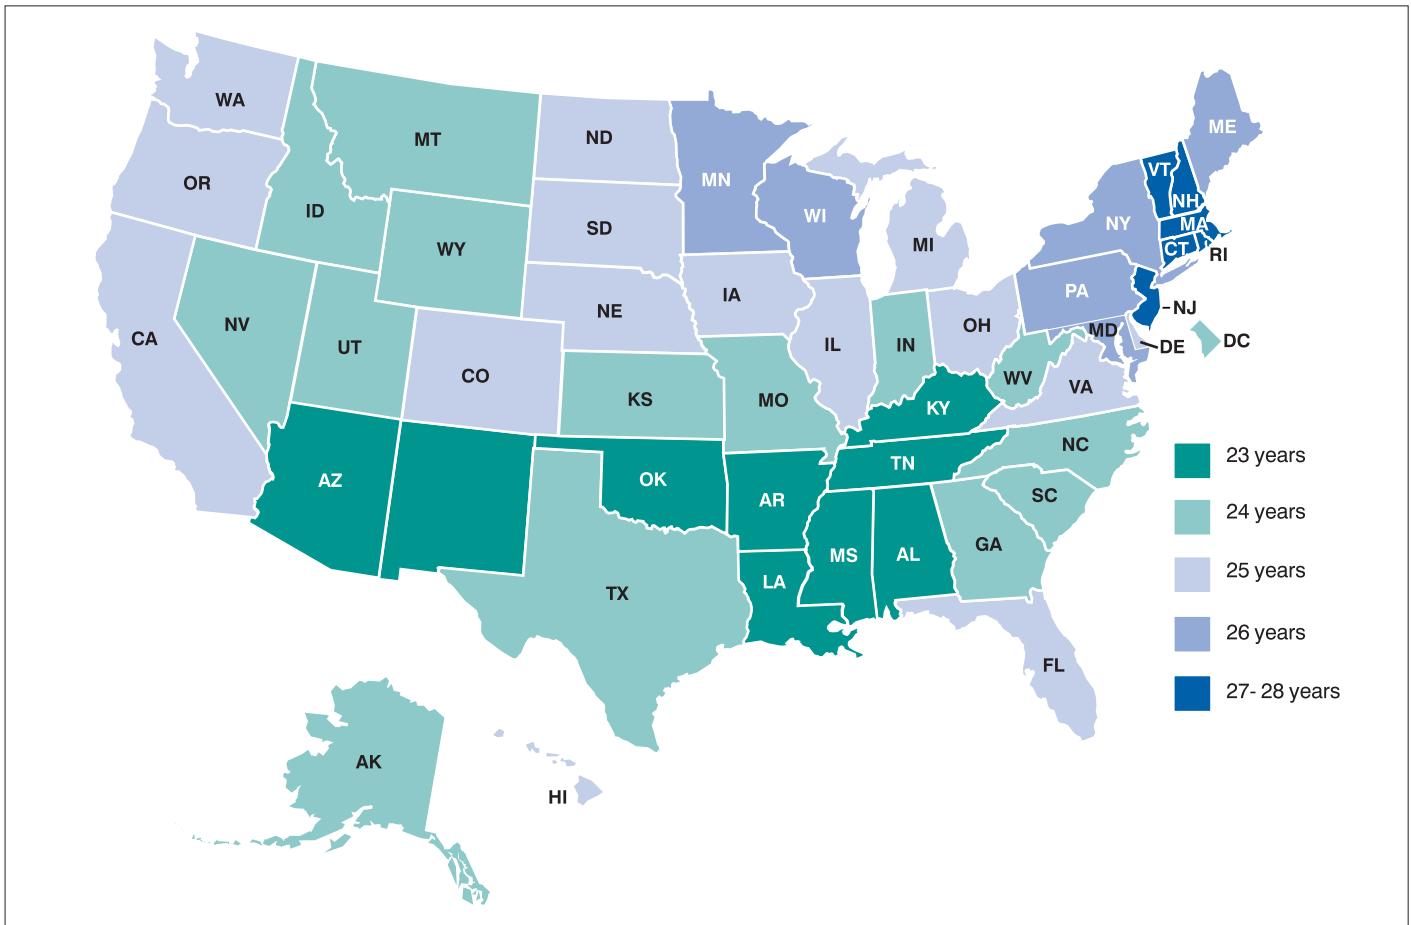 WA
MT
ND
MN
ME
VT
OR
ID
NH
WI
NY
MA
SD
WY
MI
CT
RI
PA
IA
NE
NJ
NV
OH
MD
CA
UT
IL
IN
DE
DC
CO
WV
VA
KS
MO
KY
NC
TN
23 years
AZ
OK
AR
SC
24 years
GA
MS
AL
25 years
LA
TX
26 years
FL
27- 28 years
AK
HI